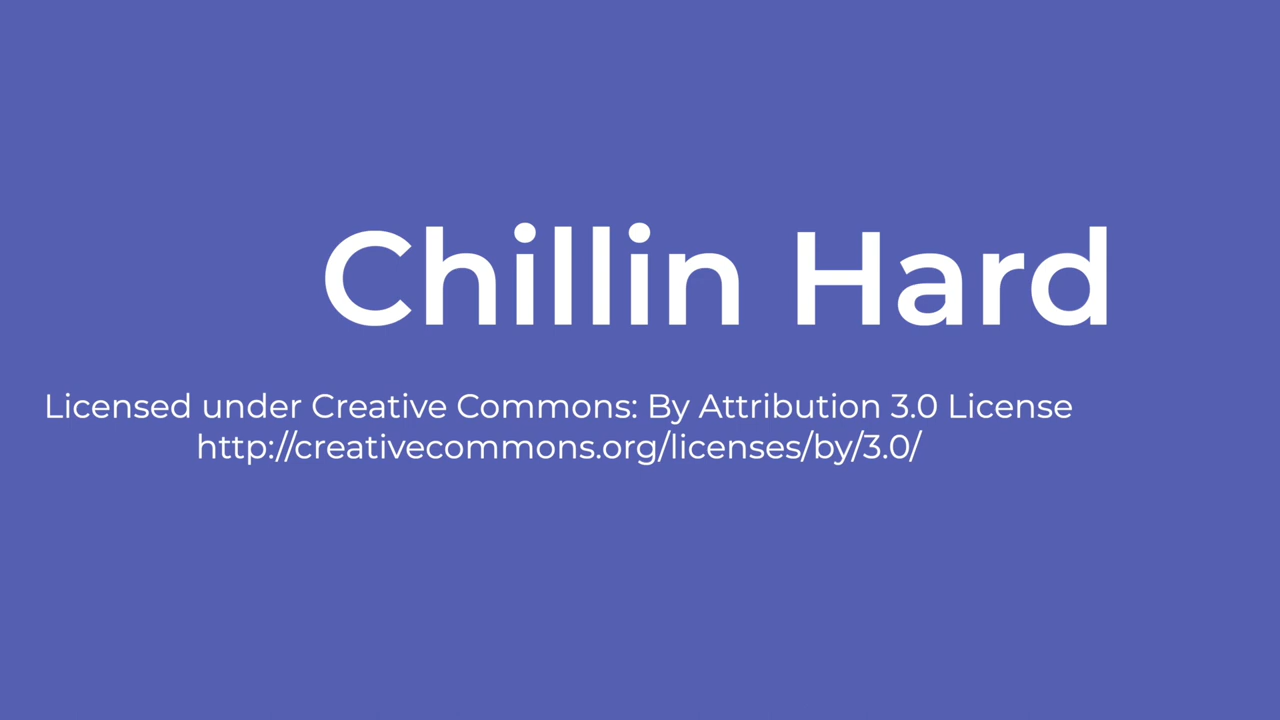 Chillin Hard
Licensed under Creative Commons: By Attribution 3.0 License
http://creativecommons.org/licenses/by/3.0/